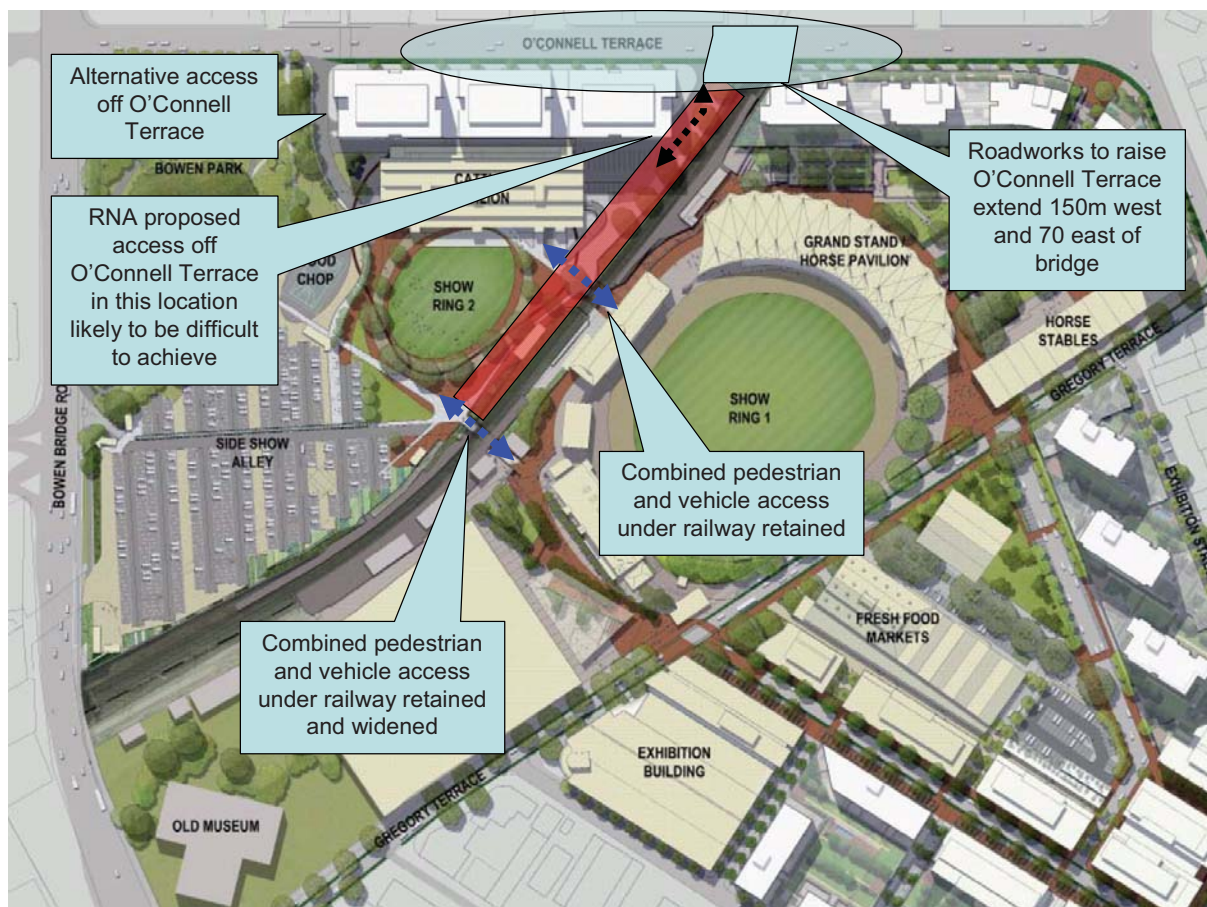 O'CONNELL TERRACE
Alternative access
off O'Connell
Terrace
BOWEN PARK
RNA proposed
access off
O'Connell Terrace
in this location
likely to be difficult
to achieve
Roadworks to raise
O'Connell Terrace
extend 150m west
and 70 east of
bridge
GRAND STAND /
HORSE PAVILION
CHOP
SHOW
RING 2
HORSE
STABLES
GREGORY TERRACE
SHOW
RING 1
BOWEN BRIDGE
SIDE SHOW
ALLEY
Combined pedestrian
and vehicle access
under railway retained
EXHIBITION
FRESH FOOD
MARKETS
Combined pedestrian
and vehicle access
under railway retained
and widened
EXHIBITION
BUILDING
OLD MUSEUM
GREGORY TERRACE